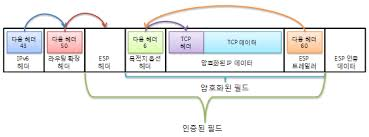 다음 헤더
43
다음 헤더
50
다음 헤더
6
TCP
헤더
TCP 데이터
다음 헤더
60
IPv6
헤더
라우팅 확장
헤더
ESP
헤더
목적지 옵션
헤더
암호화된 IP 데이터
ESP
트레일러
ESP 인증
데이터
암호화된 필드
인증된 필드